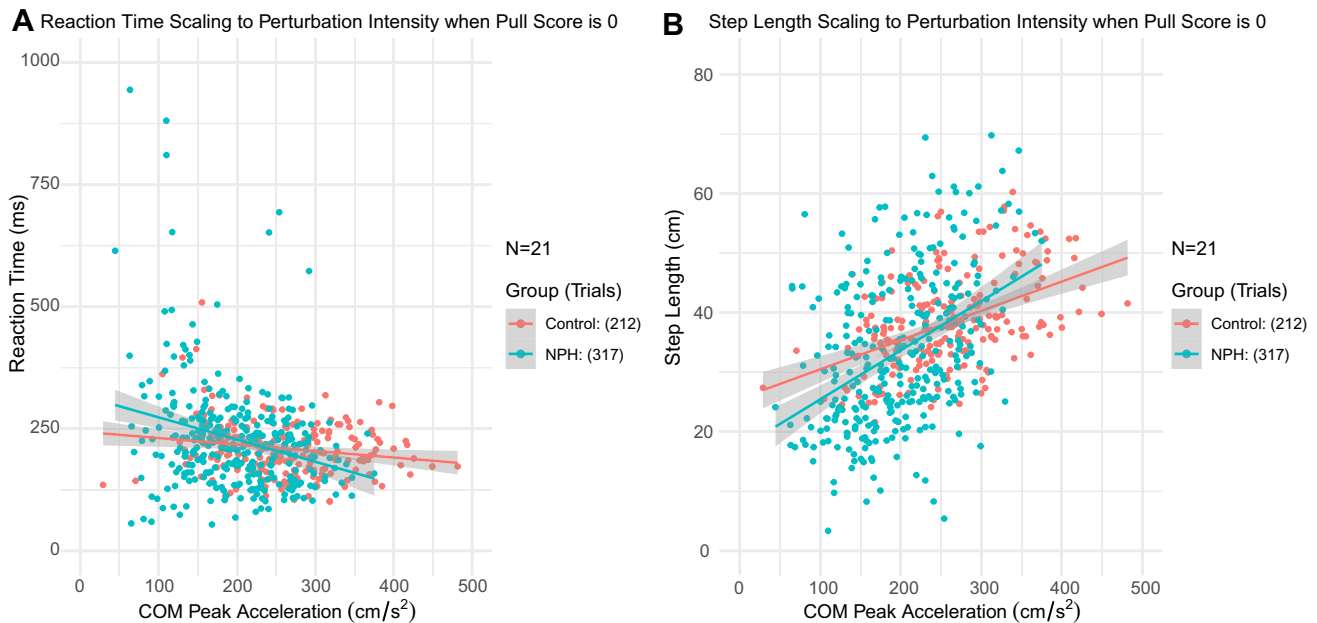 A Reaction Time Scaling to Perturbation Intensity when Pull Score is 0
1000
750
500
250
0
Reaction Time (ms)
0 100 200 300 400 500
COM Peak Acceleration (cm/s²)
N=21
Group (Trials)
Control: (212)
NPH: (317)
B Step Length Scaling to Perturbation Intensity when Pull Score is 0
80
60
40
20
0
Step Length (cm)
0 100 200 300 400 500
COM Peak Acceleration (cm/s²)
N=21
Group (Trials)
Control: (212)
NPH: (317)